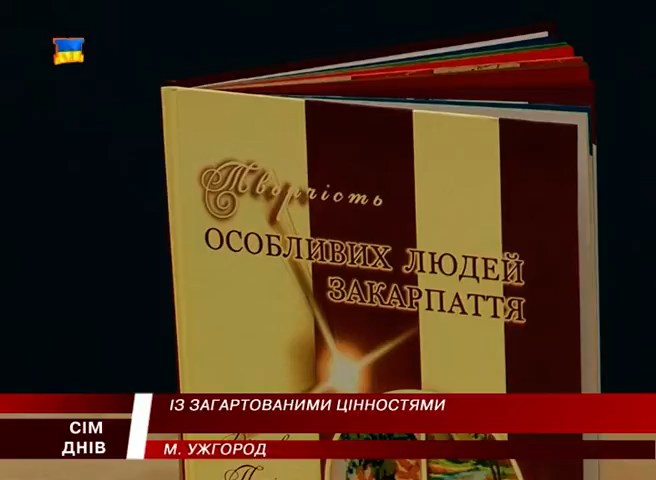 Творчість
ОСОБЛИВИХ ЛЮДЕЙ
ЗАКАРПАТТЯ
ІЗ ЗАГАРТОВАНИМИ ЦІННОСТЯМИ
СІМ
ДНІВ
М. УЖГОРОД